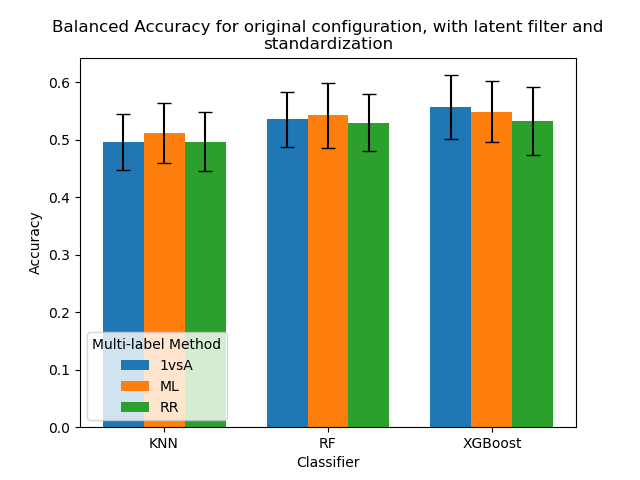 Balanced Accuracy for original configuration, with latent filter and
standardization
0.6
0.5
0.4
0.3
0.2
0.1
0.0
Accuracy
Multi-label Method
1vsA
ML
RR
KNN
RF
XGBoost
Classifier